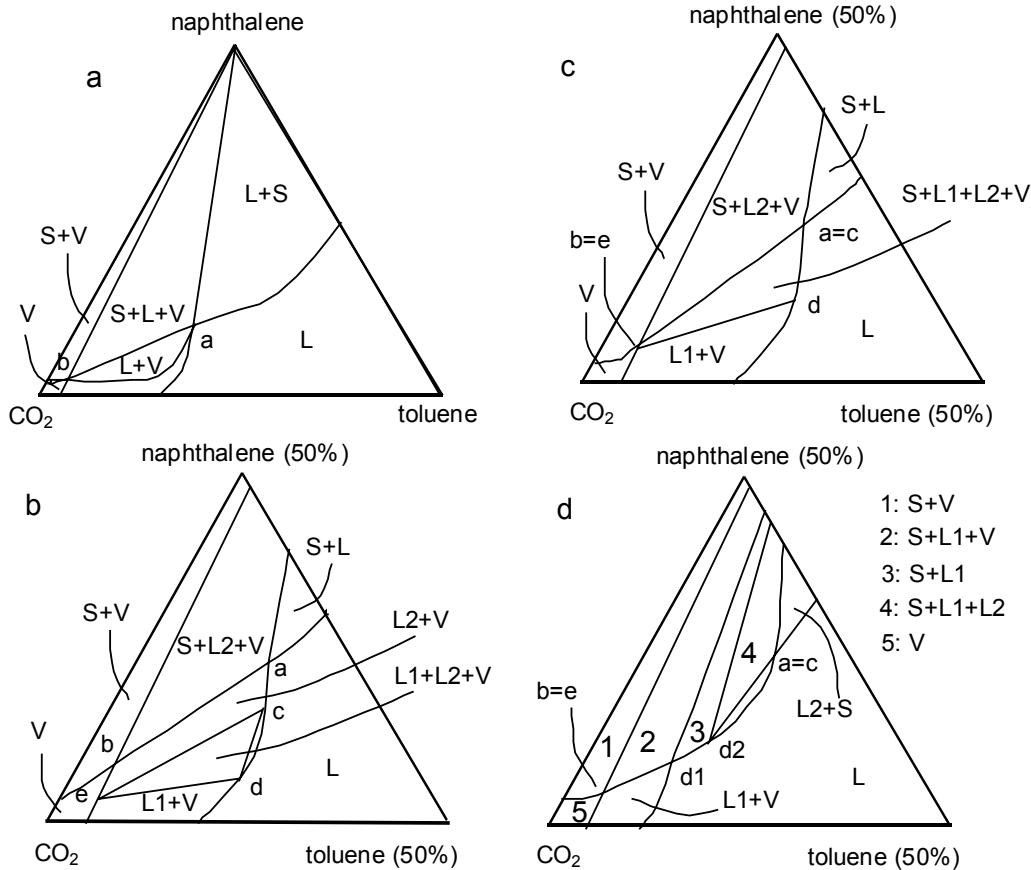 naphthalene
a
L+S
S+V
V
S+L+V
b
L+V
a
L
CO₂
toluene
naphthalene (50%)
c
S+L
S+V
S+L2+V
S+L1+L2+V
b=e
a=c
V
d
L
L1+V
CO₂
toluene (50%)
naphthalene (50%)
b
S+L
S+V
L2+V
S+L2+V
a
L1+L2+V
c
V
b
L
e
L1+V
d
CO₂
toluene (50%)
naphthalene (50%)
d
1: S+V
2: S+L1+V
3: S+L1
4: S+L1+L2
5: V
4
a=c
b=e
L2+S
1
2
3
d2
d1
L
5
L1+V
CO₂
toluene (50%)